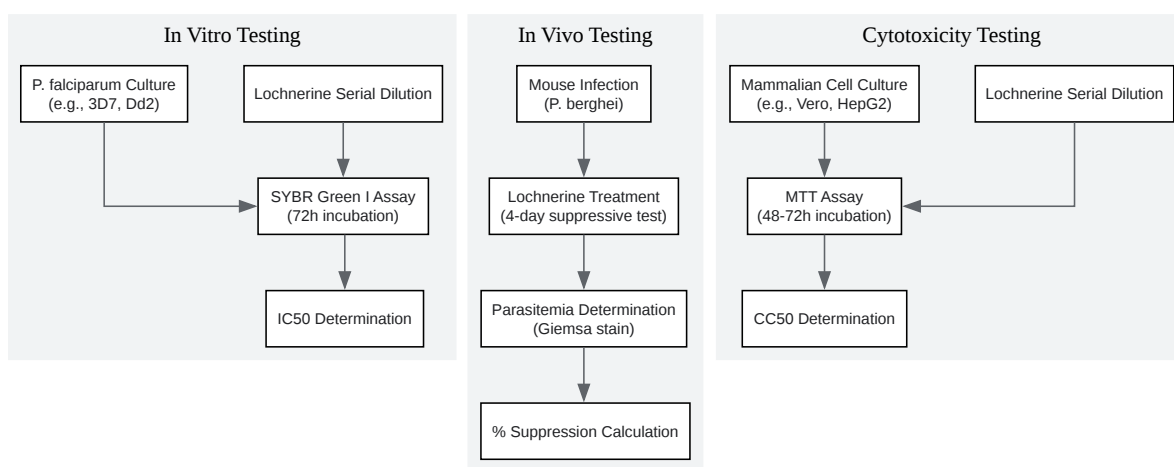 In Vitro Testing
P. falciparum Culture
(e.g., 3D7, Dd2)
Lochnerine Serial Dilution
SYBR Green I Assay
(72h incubation)
IC50 Determination
In Vivo Testing
Mouse Infection
(P. berghei)
Lochnerine Treatment
(4-day suppressive test)
Parasitemia Determination
(Giemsa stain)
% Suppression Calculation
Cytotoxicity Testing
Mammalian Cell Culture
(e.g., Vero, HepG2)
Lochnerine Serial Dilution
MTT Assay
(48-72h incubation)
CC50 Determination